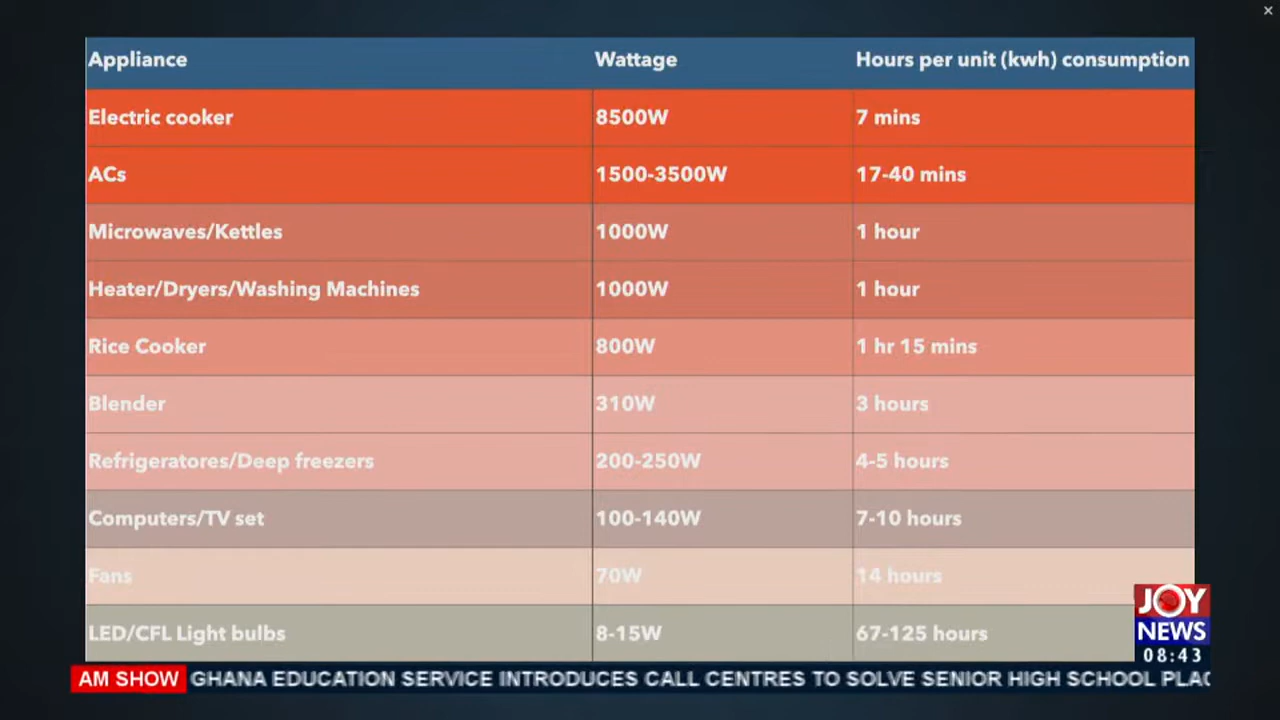 ×
Appliance Wattage Hours per unit (kwh) consumption
Electric cooker 8500W 7 mins
ACs 1500-3500W 17-40 mins
Microwaves/Kettles 1000W 1 hour
Heater/Dryers/Washing Machines 1000W 1 hour
Rice Cooker 800W 1 hr 15 mins
Blender 310W 3 hours
Refrigeratores/Deep freezers 200-250W 4-5 hours
Computers/TV set 100-140W 7-10 hours
Fans 70W 14 hours
LED/CFL Light bulbs 8-15W 67-125 hours
JOY
NEWS
08:43
AM SHOW GHANA EDUCATION SERVICE INTRODUCES CALL CENTRES TO SOLVE SENIOR HIGH SCHOOL